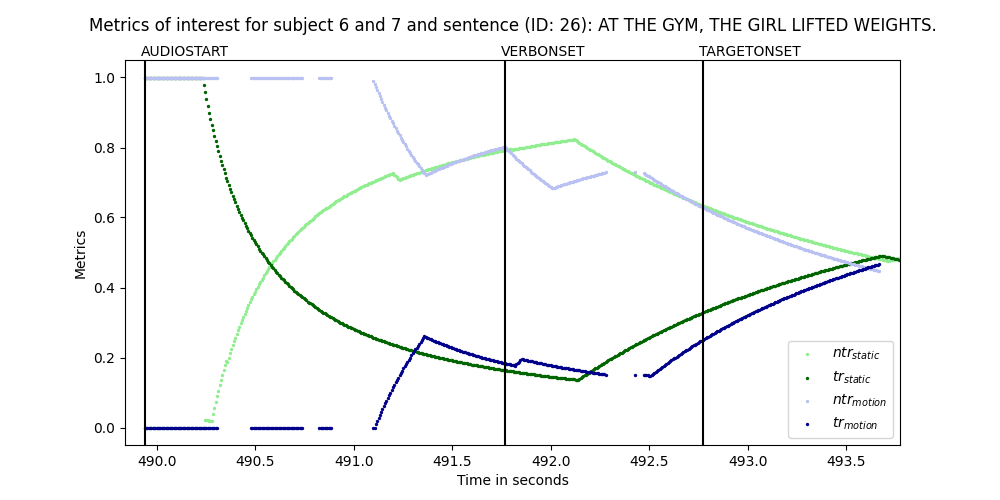 Metrics of interest for subject 6 and 7 and sentence (ID: 26): AT THE GYM, THE GIRL LIFTED WEIGHTS.
AUDIOSTART VERBONSET TARGETONSET
1.0
0.8
0.6
0.4
0.2
0.0
Metrics
ntr_static
tr_static
ntr_motion
tr_motion
490.0 490.5 491.0 491.5 492.0 492.5 493.0 493.5
Time in seconds